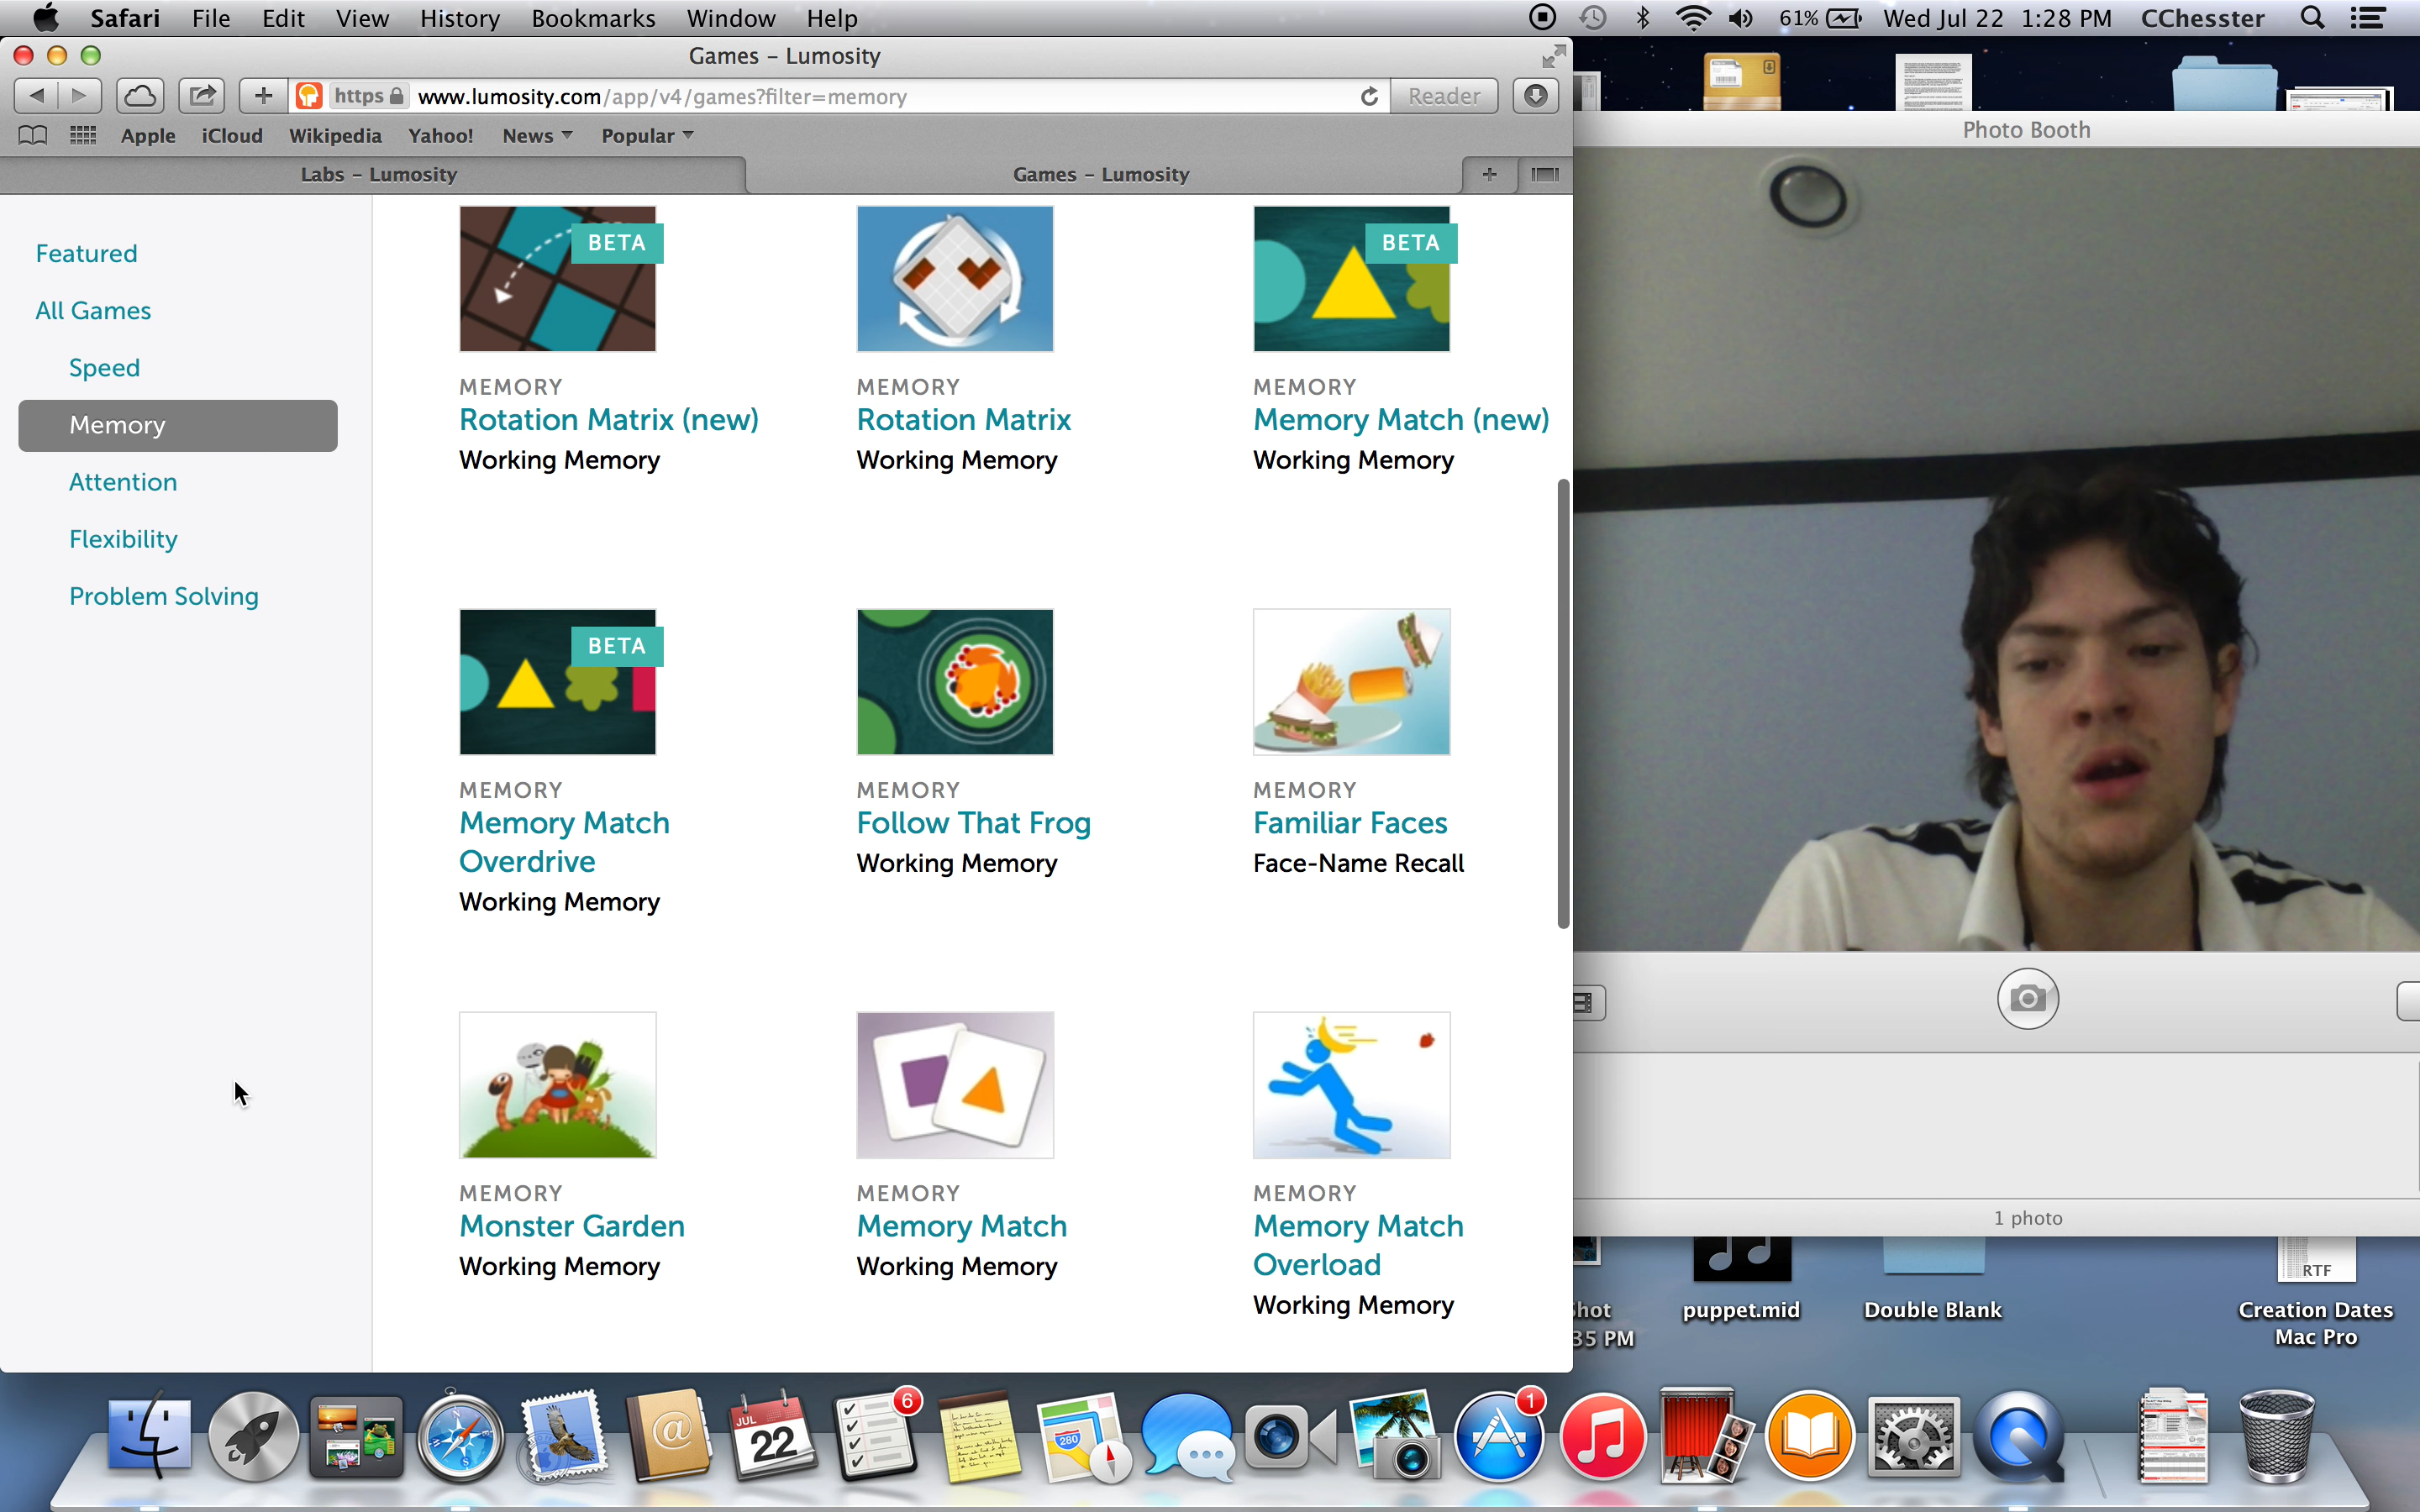 Safari File Edit View History Bookmarks Window Help 61% Wed Jul 22 1:28 PM CChesster
Games – Lumosity
https www.lumosity.com/app/v4/games?filter=memory Reader
Apple iCloud Wikipedia Yahoo! News Popular
Labs – Lumosity Games – Lumosity +
Featured
All Games
Speed
Memory
Attention
Flexibility
Problem Solving
BETA
MEMORY
Rotation Matrix (new)
Working Memory
MEMORY
Rotation Matrix
Working Memory
BETA
MEMORY
Memory Match (new)
Working Memory
BETA
MEMORY
Memory Match
Overdrive
Working Memory
MEMORY
Follow That Frog
Working Memory
MEMORY
Familiar Faces
Face-Name Recall
MEMORY
Monster Garden
Working Memory
MEMORY
Memory Match
Working Memory
MEMORY
Memory Match
Overload
Working Memory
Photo Booth
1 photo
35 PM
puppet.mid
Double Blank
RTF
Creation Dates
Mac Pro
JUL
22
6
280
1